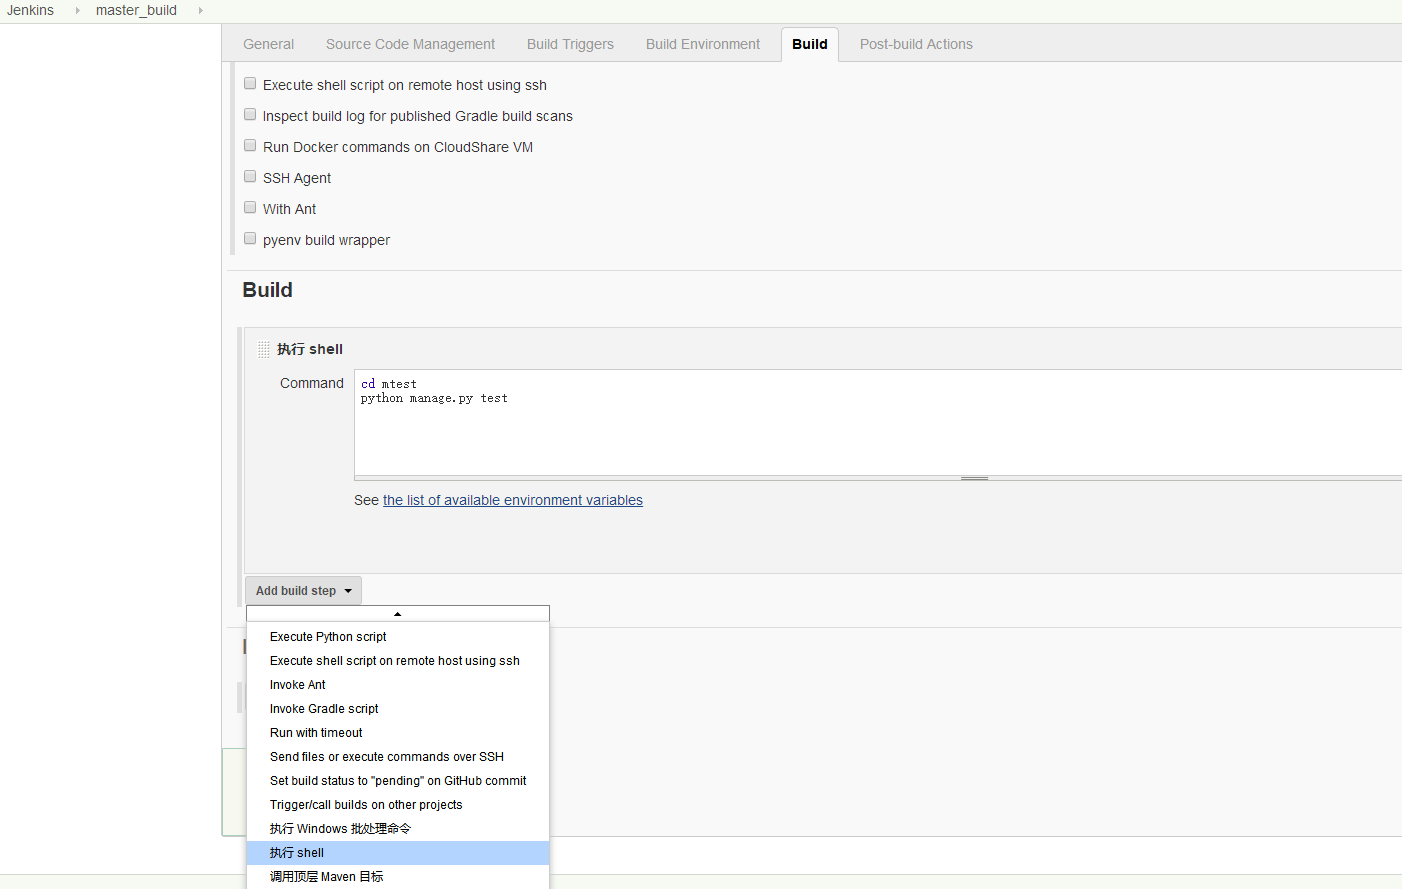 Jenkins master_build
General Source Code Management Build Triggers Build Environment Build Post-build Actions
Execute shell script on remote host using ssh
Inspect build log for published Gradle build scans
Run Docker commands on CloudShare VM
SSH Agent
With Ant
pyenv build wrapper
Build
执行 shell
Command
cd mtest
python manage.py test
See the list of available environment variables
Add build step
Execute Python script
Execute shell script on remote host using ssh
Invoke Ant
Invoke Gradle script
Run with timeout
Send files or execute commands over SSH
Set build status to "pending" on GitHub commit
Trigger/call builds on other projects
执行 Windows 批处理命令
执行 shell
调用顶层 Maven 目标